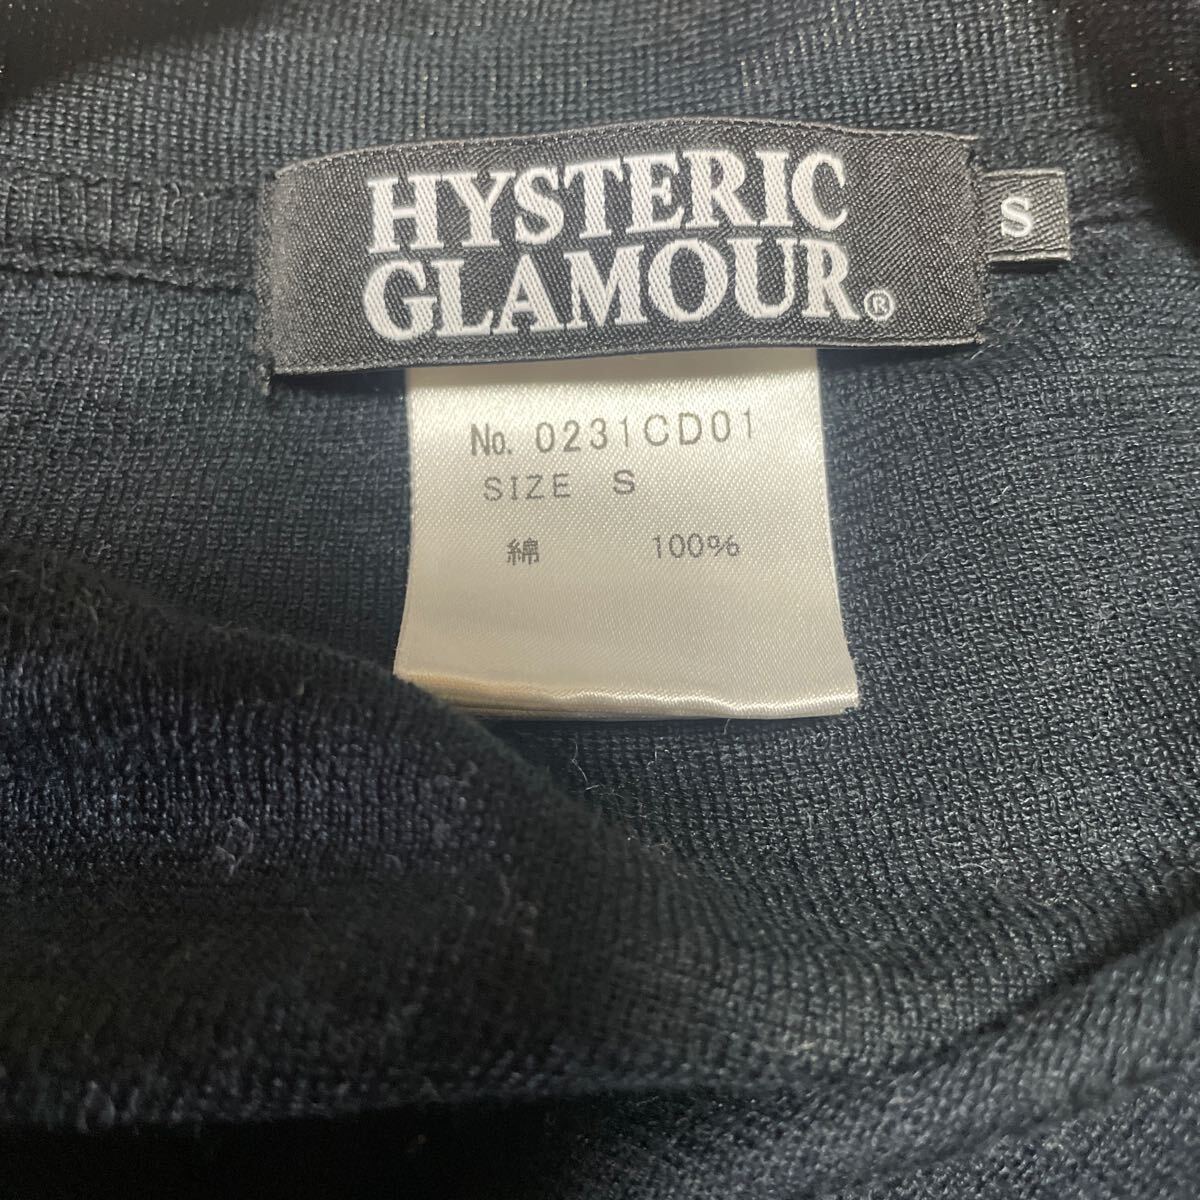 HYSTERIC
GLAMOUR®
S
No. 0231CD01
SIZE S
綿 100%